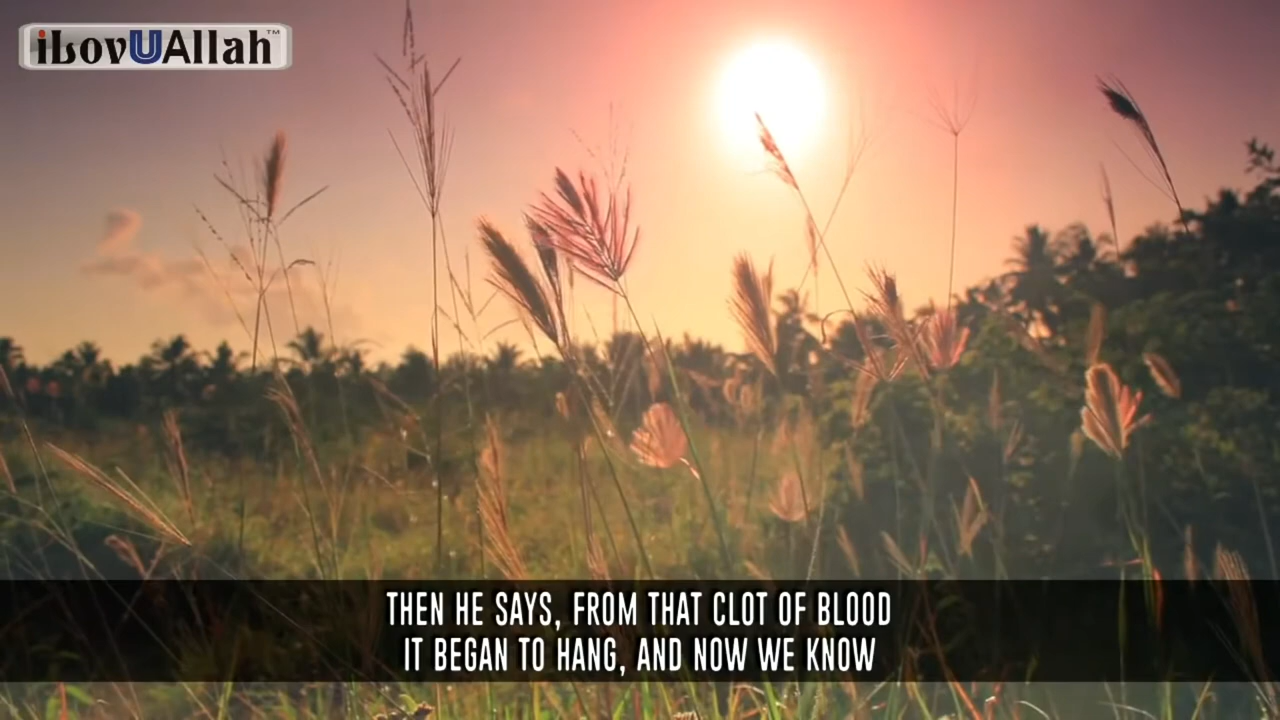 iLovUAllah™
THEN HE SAYS, FROM THAT CLOT OF BLOOD
IT BEGAN TO HANG, AND NOW WE KNOW